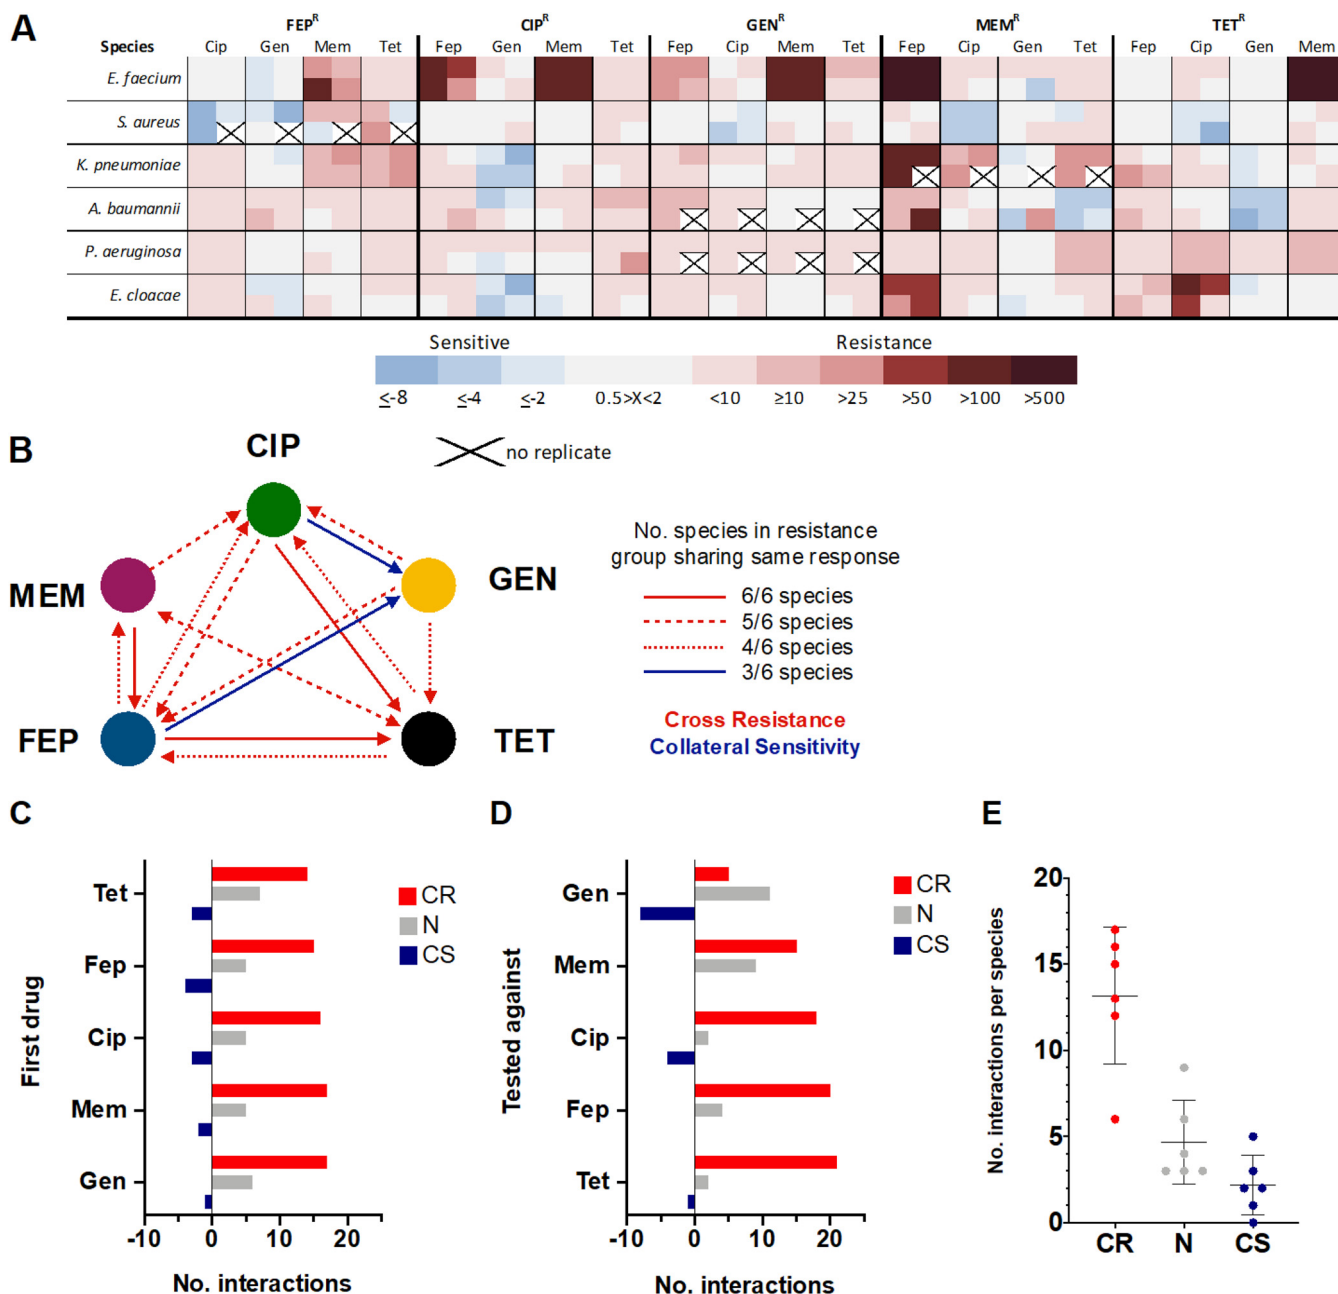 A
FEP^R CIP^R GEN^R MEM^R TET^R
Species Cip Gen Mem Tet Fep Gen Mem Tet Fep Cip Mem Tet Fep Cip Gen Tet Fep Cip Gen Mem
E. faecium
S. aureus
K. pneumoniae
A. baumannii
P. aeruginosa
E. cloacae
Sensitive Resistance
≤-8 ≤-4 ≤-2 0.5>X<2 <10 ≥10 >25 >50 >100 >500
no replicate
B
CIP
MEM
GEN
FEP
TET
No. species in resistance
group sharing same response
6/6 species
5/6 species
4/6 species
3/6 species
Cross Resistance
Collateral Sensitivity
C
First drug
Tet
Fep
Cip
Mem
Gen
CR
N
CS
-10 0 10 20
No. interactions
D
Tested against
Gen
Mem
Cip
Fep
Tet
CR
N
CS
-10 0 10 20
No. interactions
E
No. interactions per species
20
15
10
5
0
CR N CS